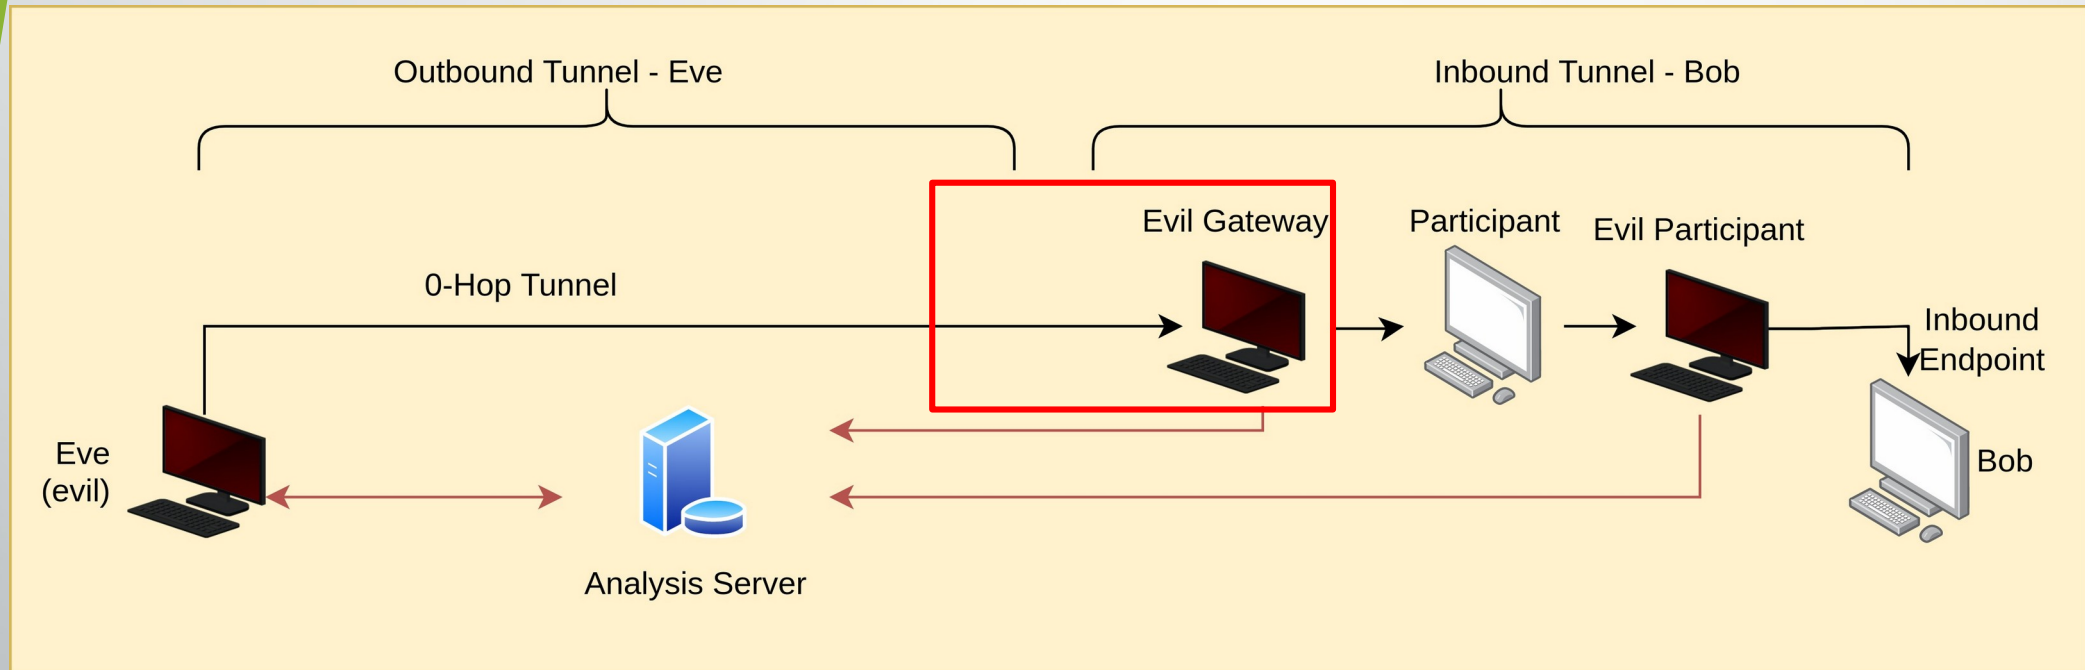 Outbound Tunnel - Eve
Inbound Tunnel - Bob
Evil Gateway
Participant
Evil Participant
0-Hop Tunnel
Inbound
Endpoint
Eve
(evil)
Bob
Analysis Server